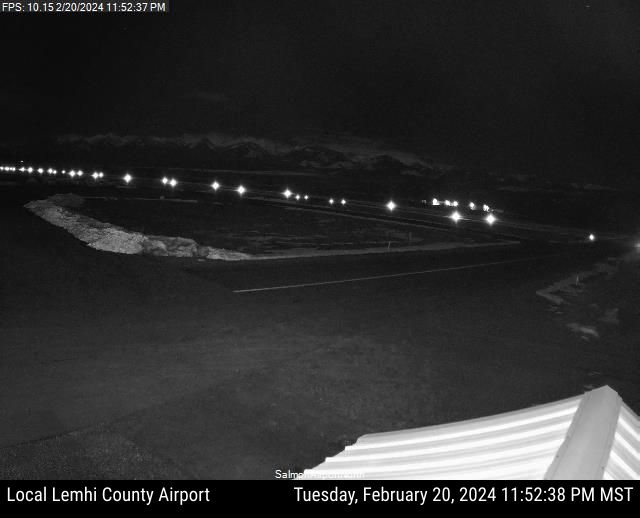 FPS: 10.15 2/20/2024 11:52:37 PM
Local Lemhi County Airport
Tuesday, February 20, 2024 11:52:38 PM MST